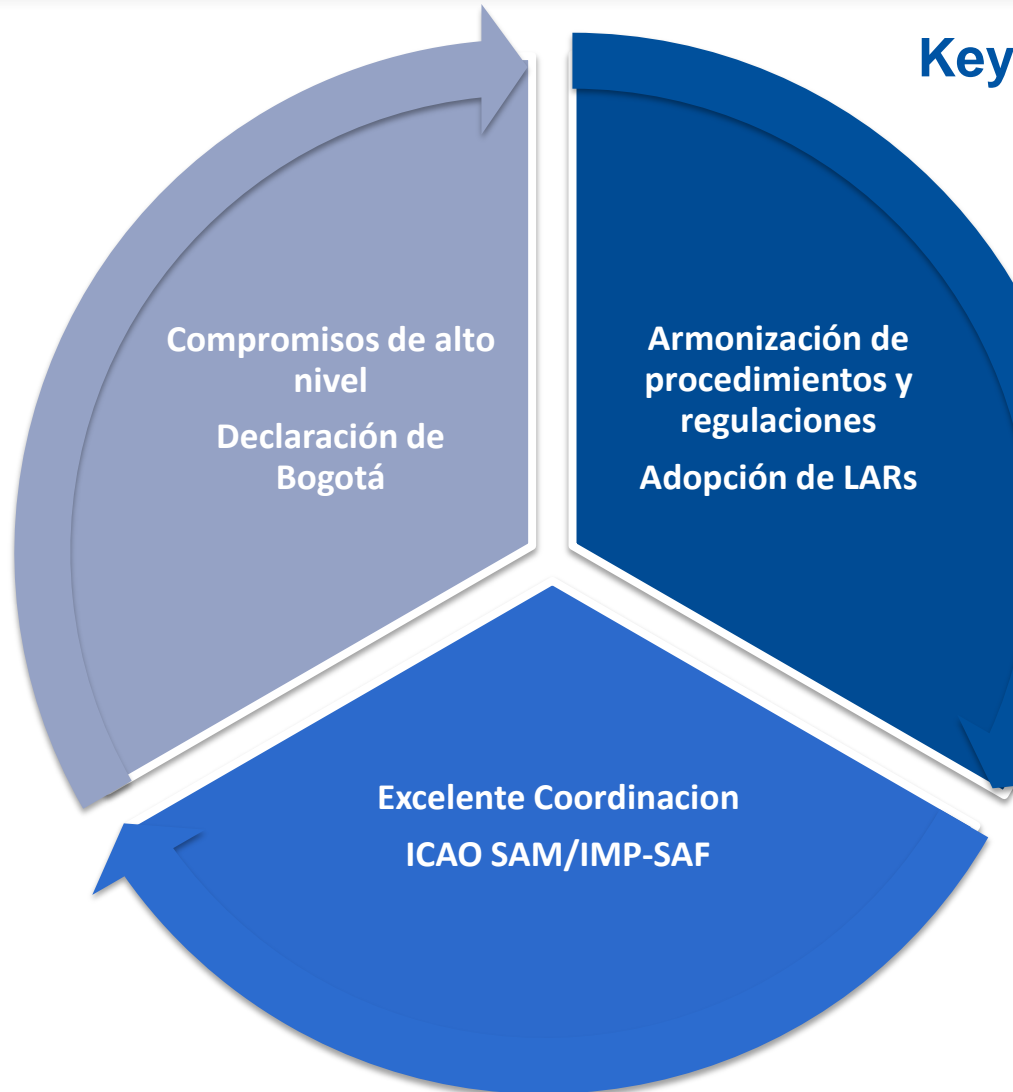 Key
Compromisos de alto
nivel
Declaración de
Bogotá
Armonización de
procedimientos y
regulaciones
Adopción de LARs
Excelente Coordinacion
ICAO SAM/IMP-SAF